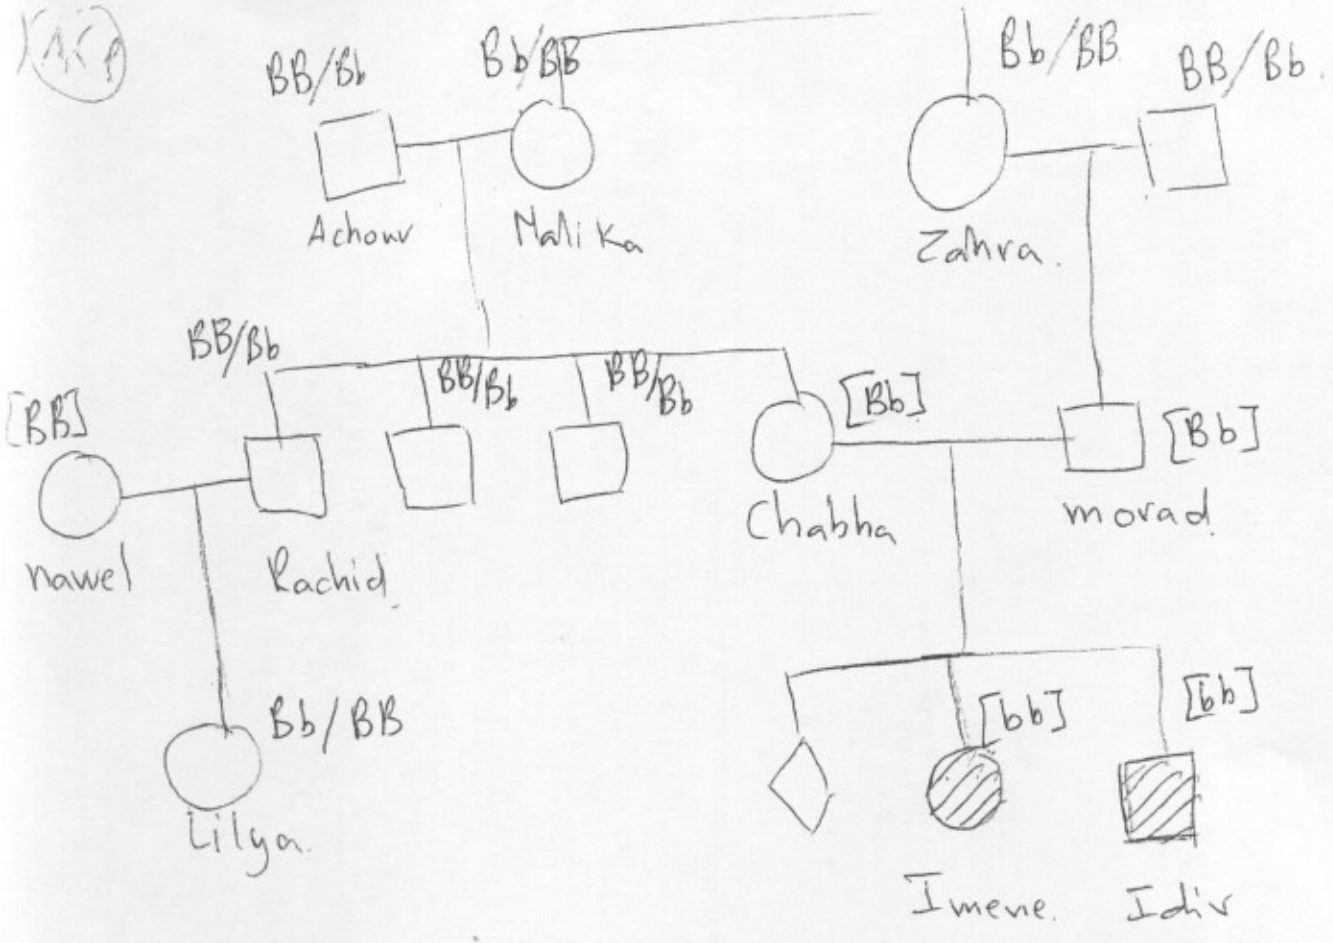 BB/Bb
Bb/BB
Bb/BB
BB/Bb.
Achour
Malika
Zahra.
BB/Bb
BB/Bb
BB/Bb
[Bb]
[Bb]
[BB]
nawel
Rachid.
Chabha
morad
Bb/BB
[bb]
[bb]
Lilya.
Imene.
Idir